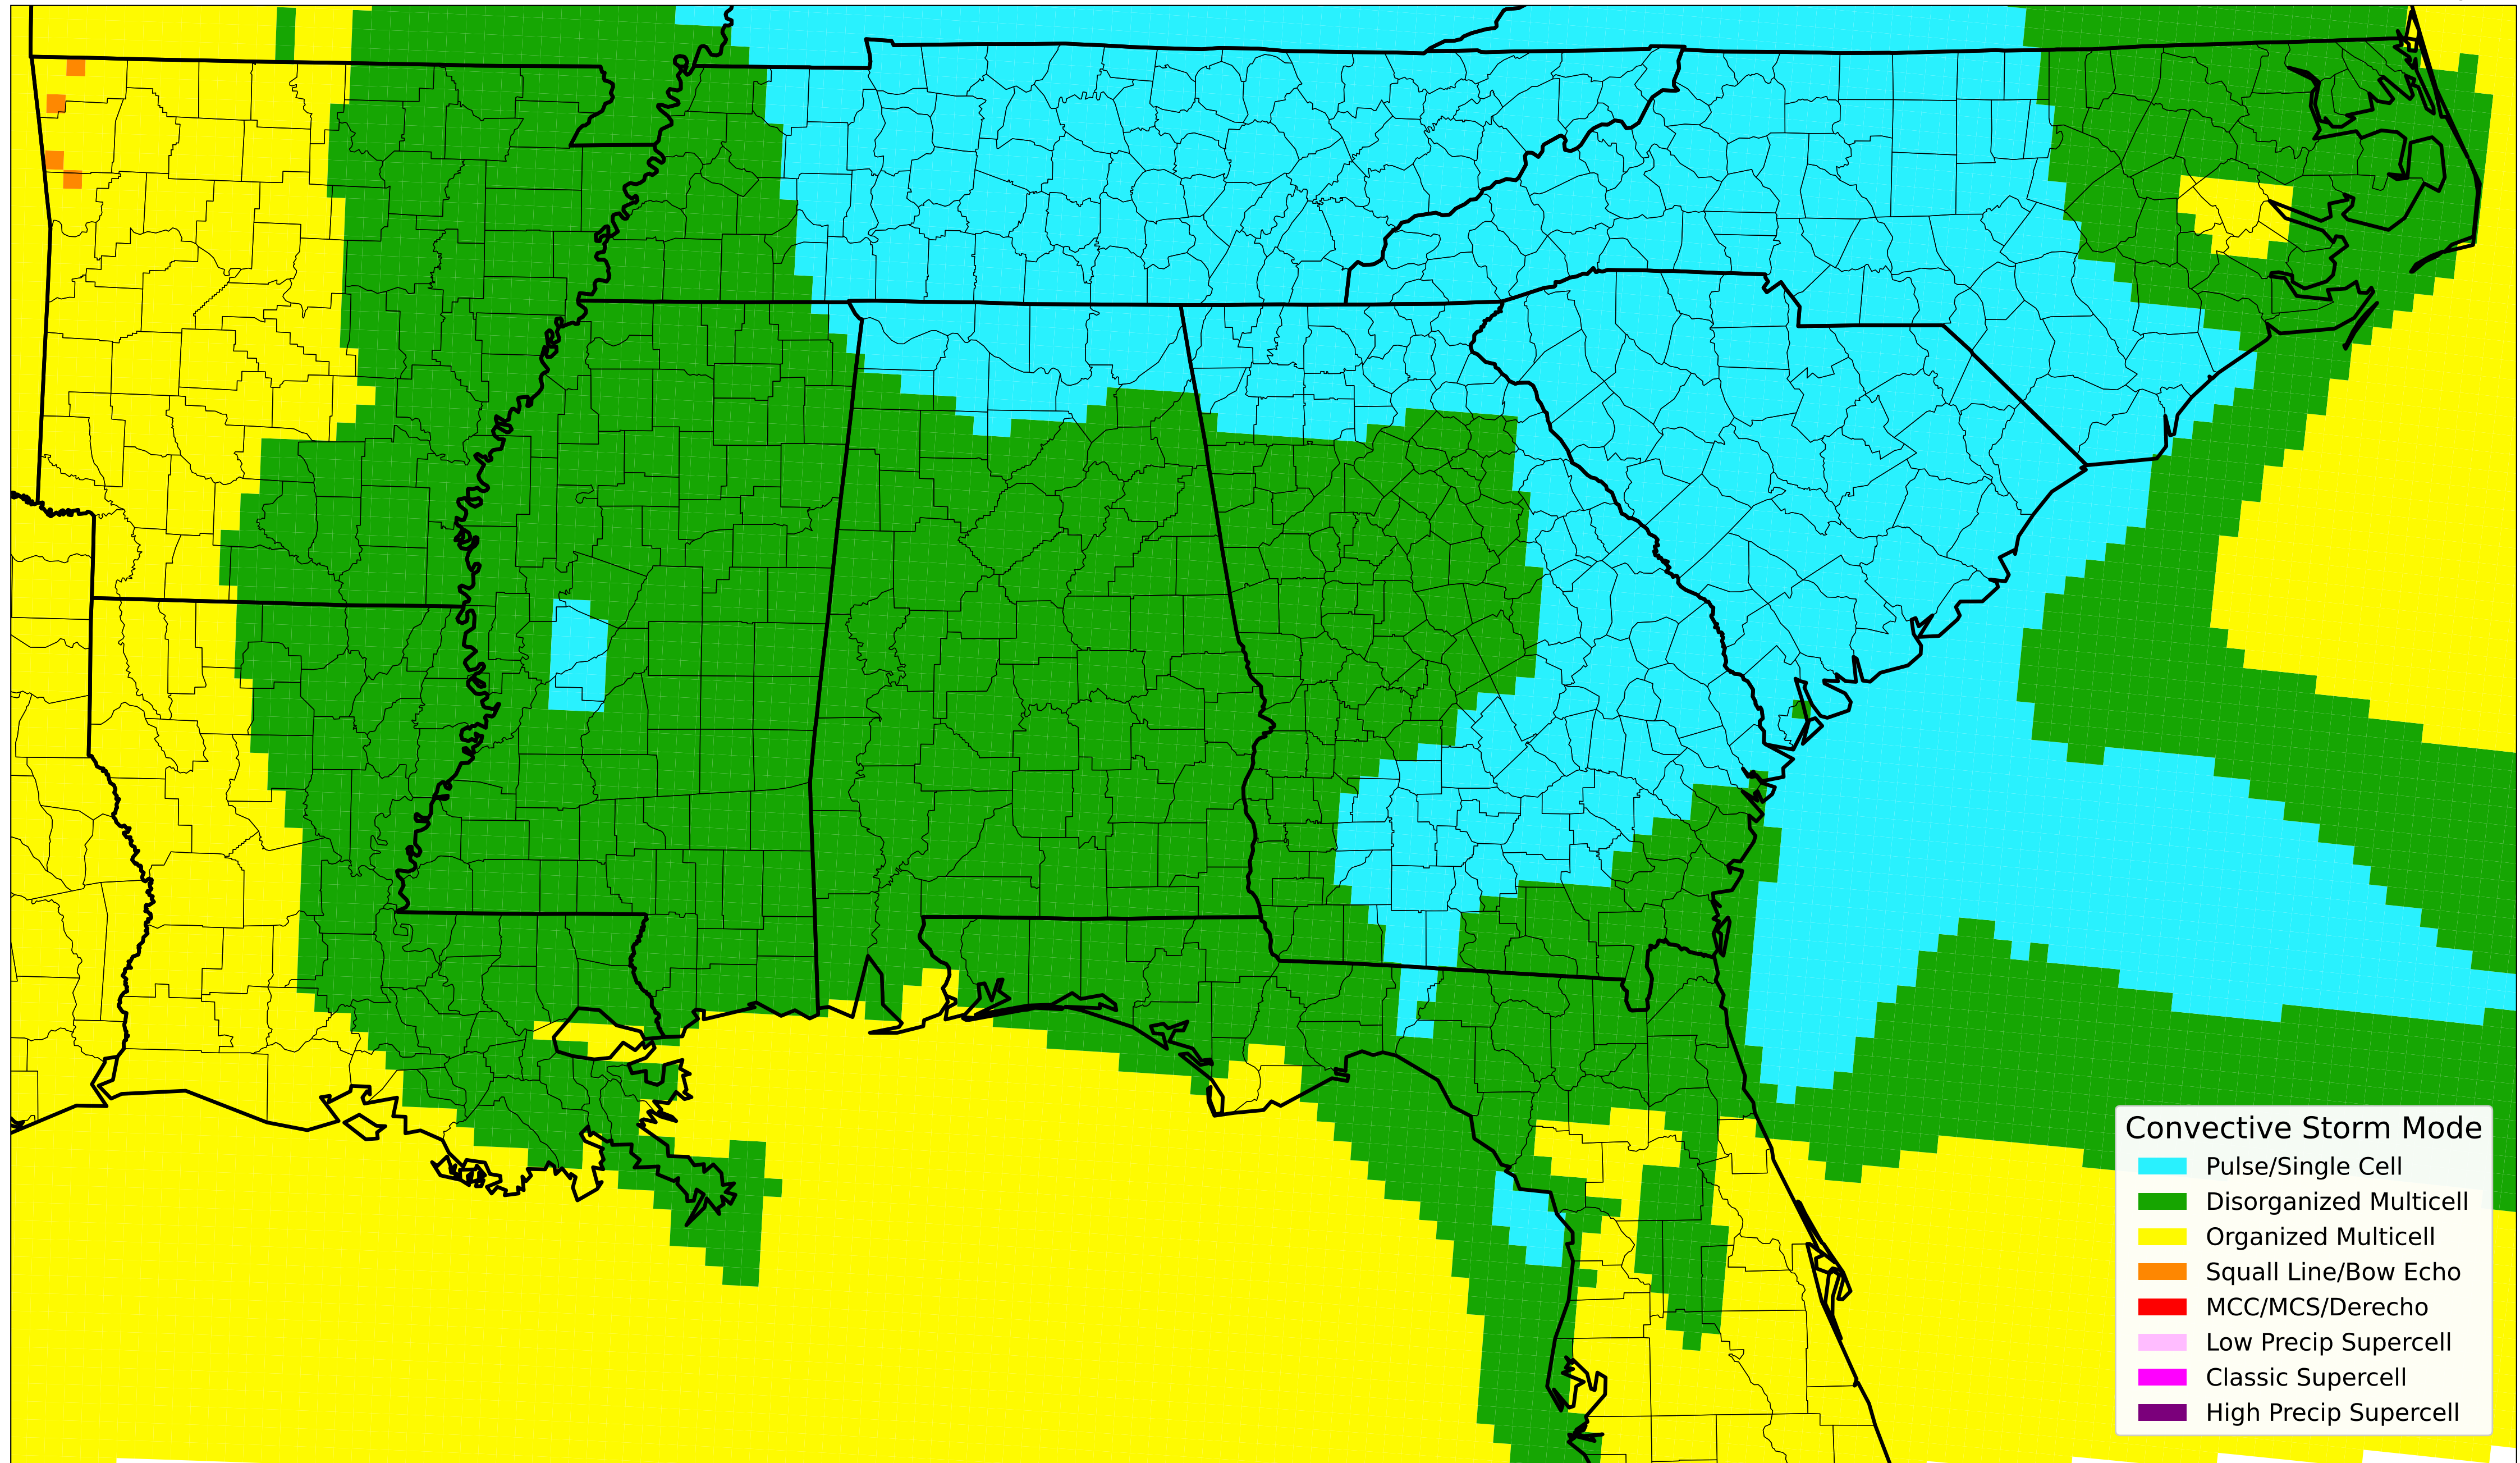 Convective Storm Mode
Pulse/Single Cell
Disorganized Multicell
Organized Multicell
Squall Line/Bow Echo
MCC/MCS/Derecho
Low Precip Supercell
Classic Supercell
High Precip Supercell